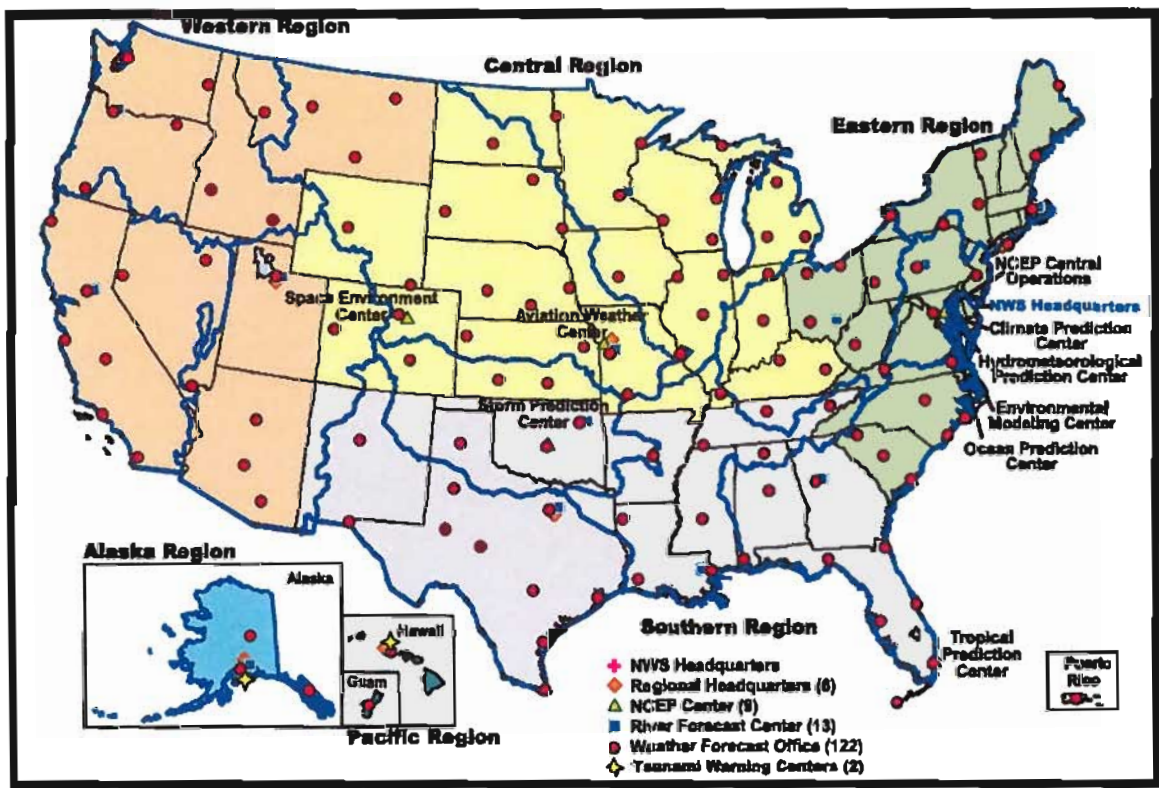 Western Region
Central Region
Eastern Region
NCEP Central
Operations
NWS Headquarters
Climate Prediction
Center
Hydrometeorological
Prediction Center
Environmental
Modeling Center
Ocean Prediction
Center
Space Environment
Center
Aviation Weather
Center
Storm Prediction
Center
Alaska Region
Alaska
Hawaii
Guam
Pacific Region
Southern Region
NWS Headquarters
Regional Headquarters (6)
NCEP Center (9)
River Forecast Center (13)
Weather Forecast Office (122)
Tsunami Warning Centers (2)
Tropical
Prediction
Center
Puerto
Rico